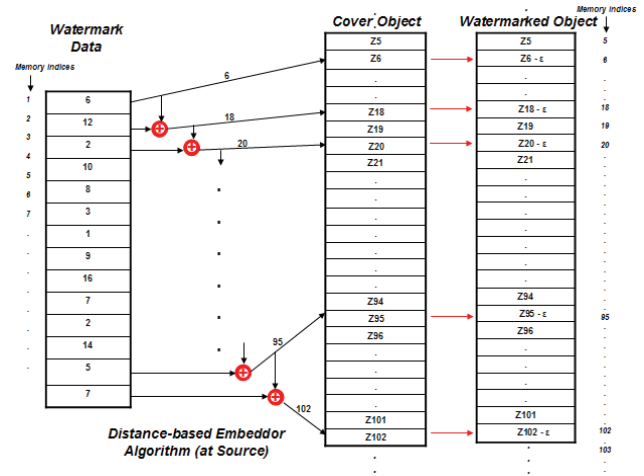 Watermark Data
Memory Indices
1
2
3
4
5
6
7
6
12
2
10
8
3
1
9
16
7
2
14
5
7
6
18
20
95
102
Distance-based Embeddor
Algorithm (at Source)
Cover Object
Z5
Z6
Z18
Z19
Z20
Z21
Z94
Z95
Z96
Z101
Z102
Watermarked Object
Z5
Z6 - ε
Z18 - ε
Z19
Z20 - ε
Z21
Z94
Z95 - ε
Z96
Z101
Z102 - ε
Memory Indices
5
6
18
19
20
95
102
103